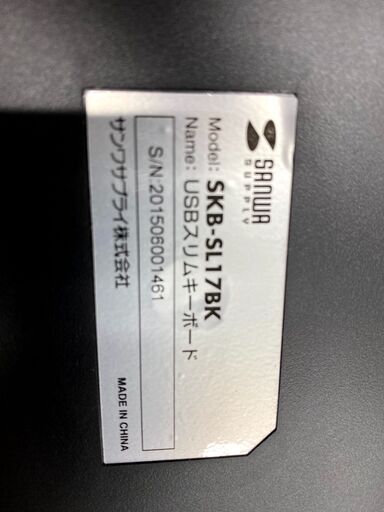 SANWA
SUPPLY
Model: SKB-SL17BK
Name: USBスリムキーボード
S/N:201506001461
サンワサプライ株式会社
MADE IN CHINA